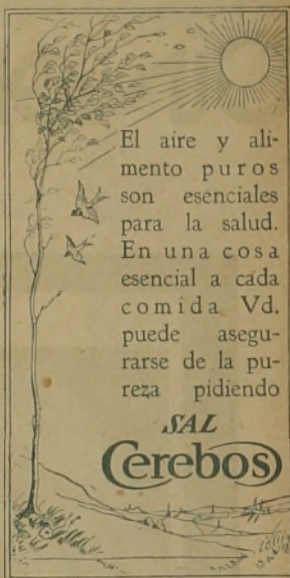 El aire y ali-
mento puros
son esenciales
para la salud.
En una cosa
esencial a cada
comida Vd.
puede asegu-
rarse de la pu-
reza pidiendo
SAL
Cerebos